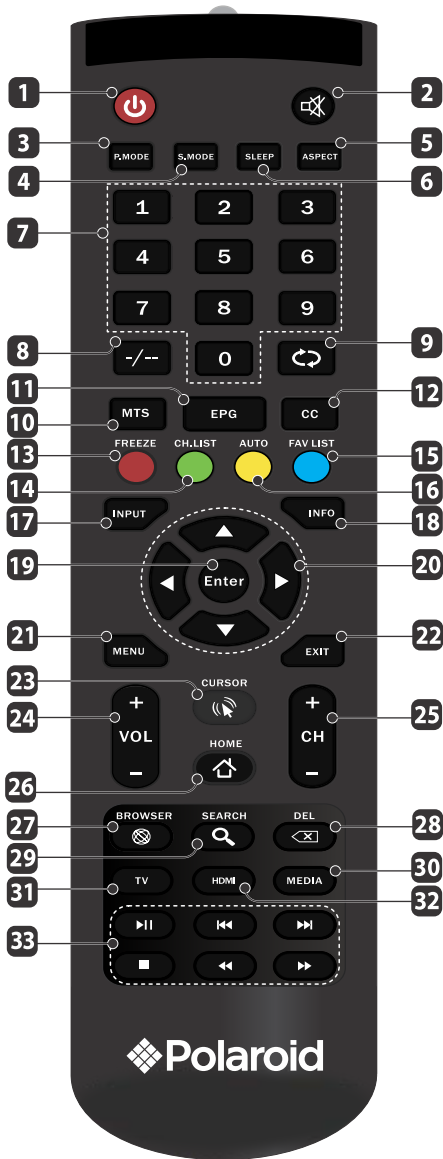 1 2
3 P.MODE S.MODE SLEEP ASPECT 5
4 6
1 2 3
7
4 5 6
7 8 9
8 -/-- 0 9
11 12
MTS EPG CC
10
FREEZE CH.LIST AUTO FAV LIST
13 15
14 16
INPUT INFO
17 18
19 Enter 20
21 22
MENU EXIT
23 CURSOR
24 + + 25
VOL CH
- -
HOME
26
BROWSER SEARCH DEL
27 28
29 30
TV HDMI MEDIA
31 32
33
Polaroid